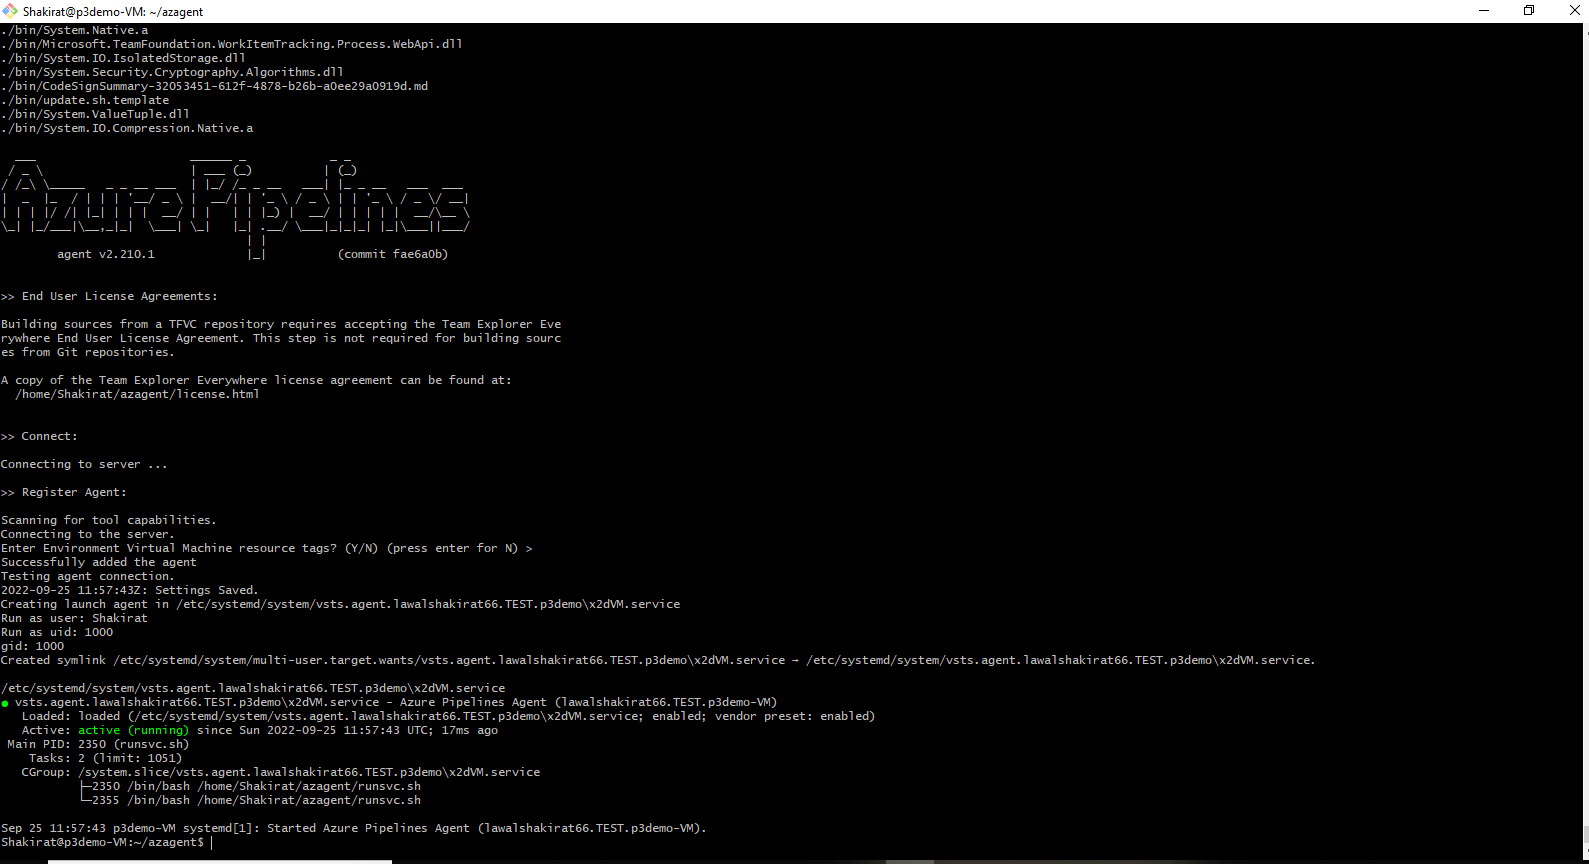 Shakirat@p3demo-VM: ~/azagent
./bin/System.Native.a
./bin/Microsoft.TeamFoundation.WorkItemTracking.Process.WebApi.dll
./bin/System.IO.IsolatedStorage.dll
./bin/System.Security.Cryptography.Algorithms.dll
./bin/CodeSignSummary-32053451-612f-4878-b26b-a0ee29a0919d.md
./bin/update.sh.template
./bin/System.ValueTuple.dll
./bin/System.IO.Compression.Native.a
AzurePipelines
agent v2.210.1 (commit fae6a0b)
>> End User License Agreements:
Building sources from a TFVC repository requires accepting the Team Explorer Eve
rywhere End User License Agreement. This step is not required for building sourc
es from Git repositories.
A copy of the Team Explorer Everywhere license agreement can be found at:
/home/Shakirat/azagent/license.html
>> Connect:
Connecting to server ...
>> Register Agent:
Scanning for tool capabilities.
Connecting to the server.
Enter Environment Virtual Machine resource tags? (Y/N) (press enter for N) >
Successfully added the agent
Testing agent connection.
2022-09-25 11:57:43Z: Settings Saved.
Creating launch agent in /etc/systemd/system/vsts.agent.lawalshakirat66.TEST.p3demo\x2dVM.service
Run as user: Shakirat
Run as uid: 1000
gid: 1000
Created symlink /etc/systemd/system/multi-user.target.wants/vsts.agent.lawalshakirat66.TEST.p3demo\x2dVM.service → /etc/systemd/system/vsts.agent.lawalshakirat66.TEST.p3demo\x2dVM.service.
/etc/systemd/system/vsts.agent.lawalshakirat66.TEST.p3demo\x2dVM.service
● vsts.agent.lawalshakirat66.TEST.p3demo\x2dVM.service - Azure Pipelines Agent (lawalshakirat66.TEST.p3demo-VM)
Loaded: loaded (/etc/systemd/system/vsts.agent.lawalshakirat66.TEST.p3demo\x2dVM.service; enabled; vendor preset: enabled)
Active: active (running) since Sun 2022-09-25 11:57:43 UTC; 17ms ago
Main PID: 2350 (runsvc.sh)
Tasks: 2 (limit: 1051)
CGroup: /system.slice/vsts.agent.lawalshakirat66.TEST.p3demo\x2dVM.service
├─2350 /bin/bash /home/Shakirat/azagent/runsvc.sh
└─2355 /bin/bash /home/Shakirat/azagent/runsvc.sh
Sep 25 11:57:43 p3demo-VM systemd[1]: Started Azure Pipelines Agent (lawalshakirat66.TEST.p3demo-VM).
Shakirat@p3demo-VM:~/azagent$